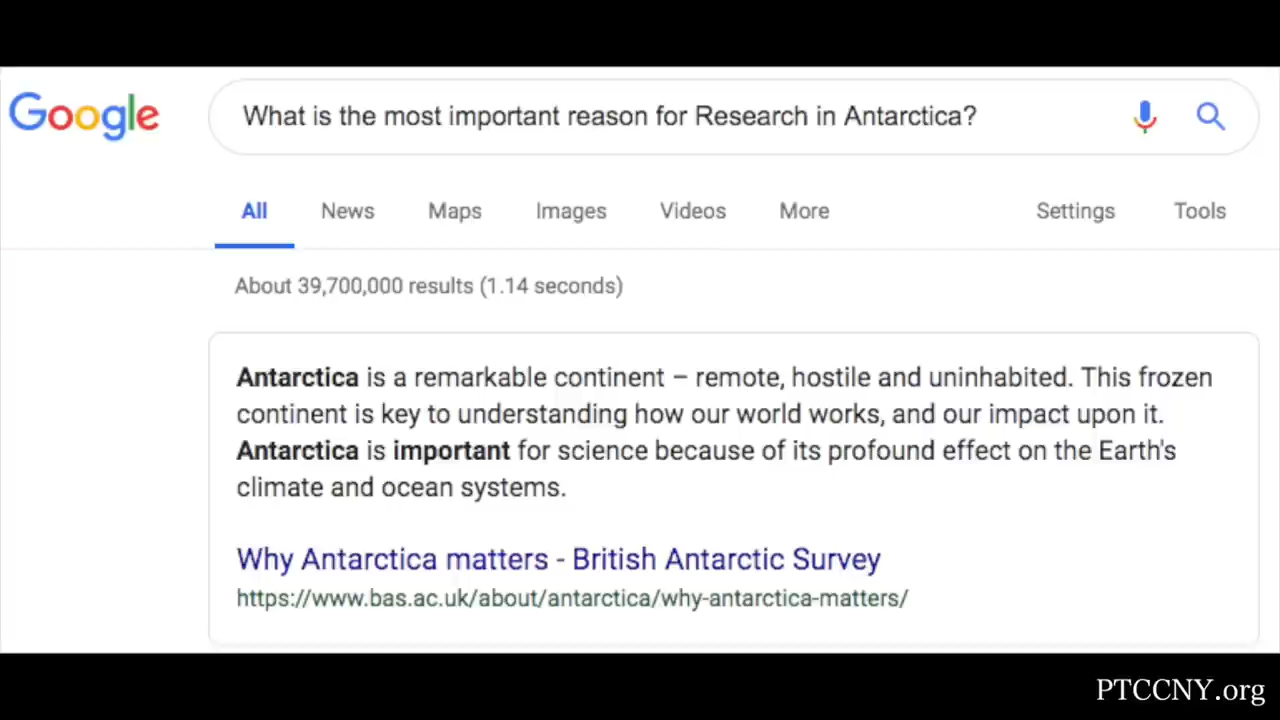 Google
What is the most important reason for Research in Antarctica?
All News Maps Images Videos More Settings Tools
About 39,700,000 results (1.14 seconds)
Antarctica is a remarkable continent – remote, hostile and uninhabited. This frozen
continent is key to understanding how our world works, and our impact upon it.
Antarctica is important for science because of its profound effect on the Earth's
climate and ocean systems.
Why Antarctica matters - British Antarctic Survey
https://www.bas.ac.uk/about/antarctica/why-antarctica-matters/
PTCCNY.org